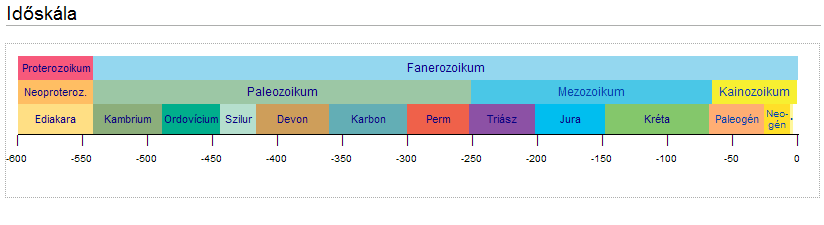 Időskála
Proterozoikum Fanerozoikum
Neoproteroz. Paleozoikum Mezozoikum Kainozoikum
Ediakara Kambrium Ordovícium Szilur Devon Karbon Perm Triász Jura Kréta Paleogén Neo-
gén
-600 -550 -500 -450 -400 -350 -300 -250 -200 -150 -100 -50 0